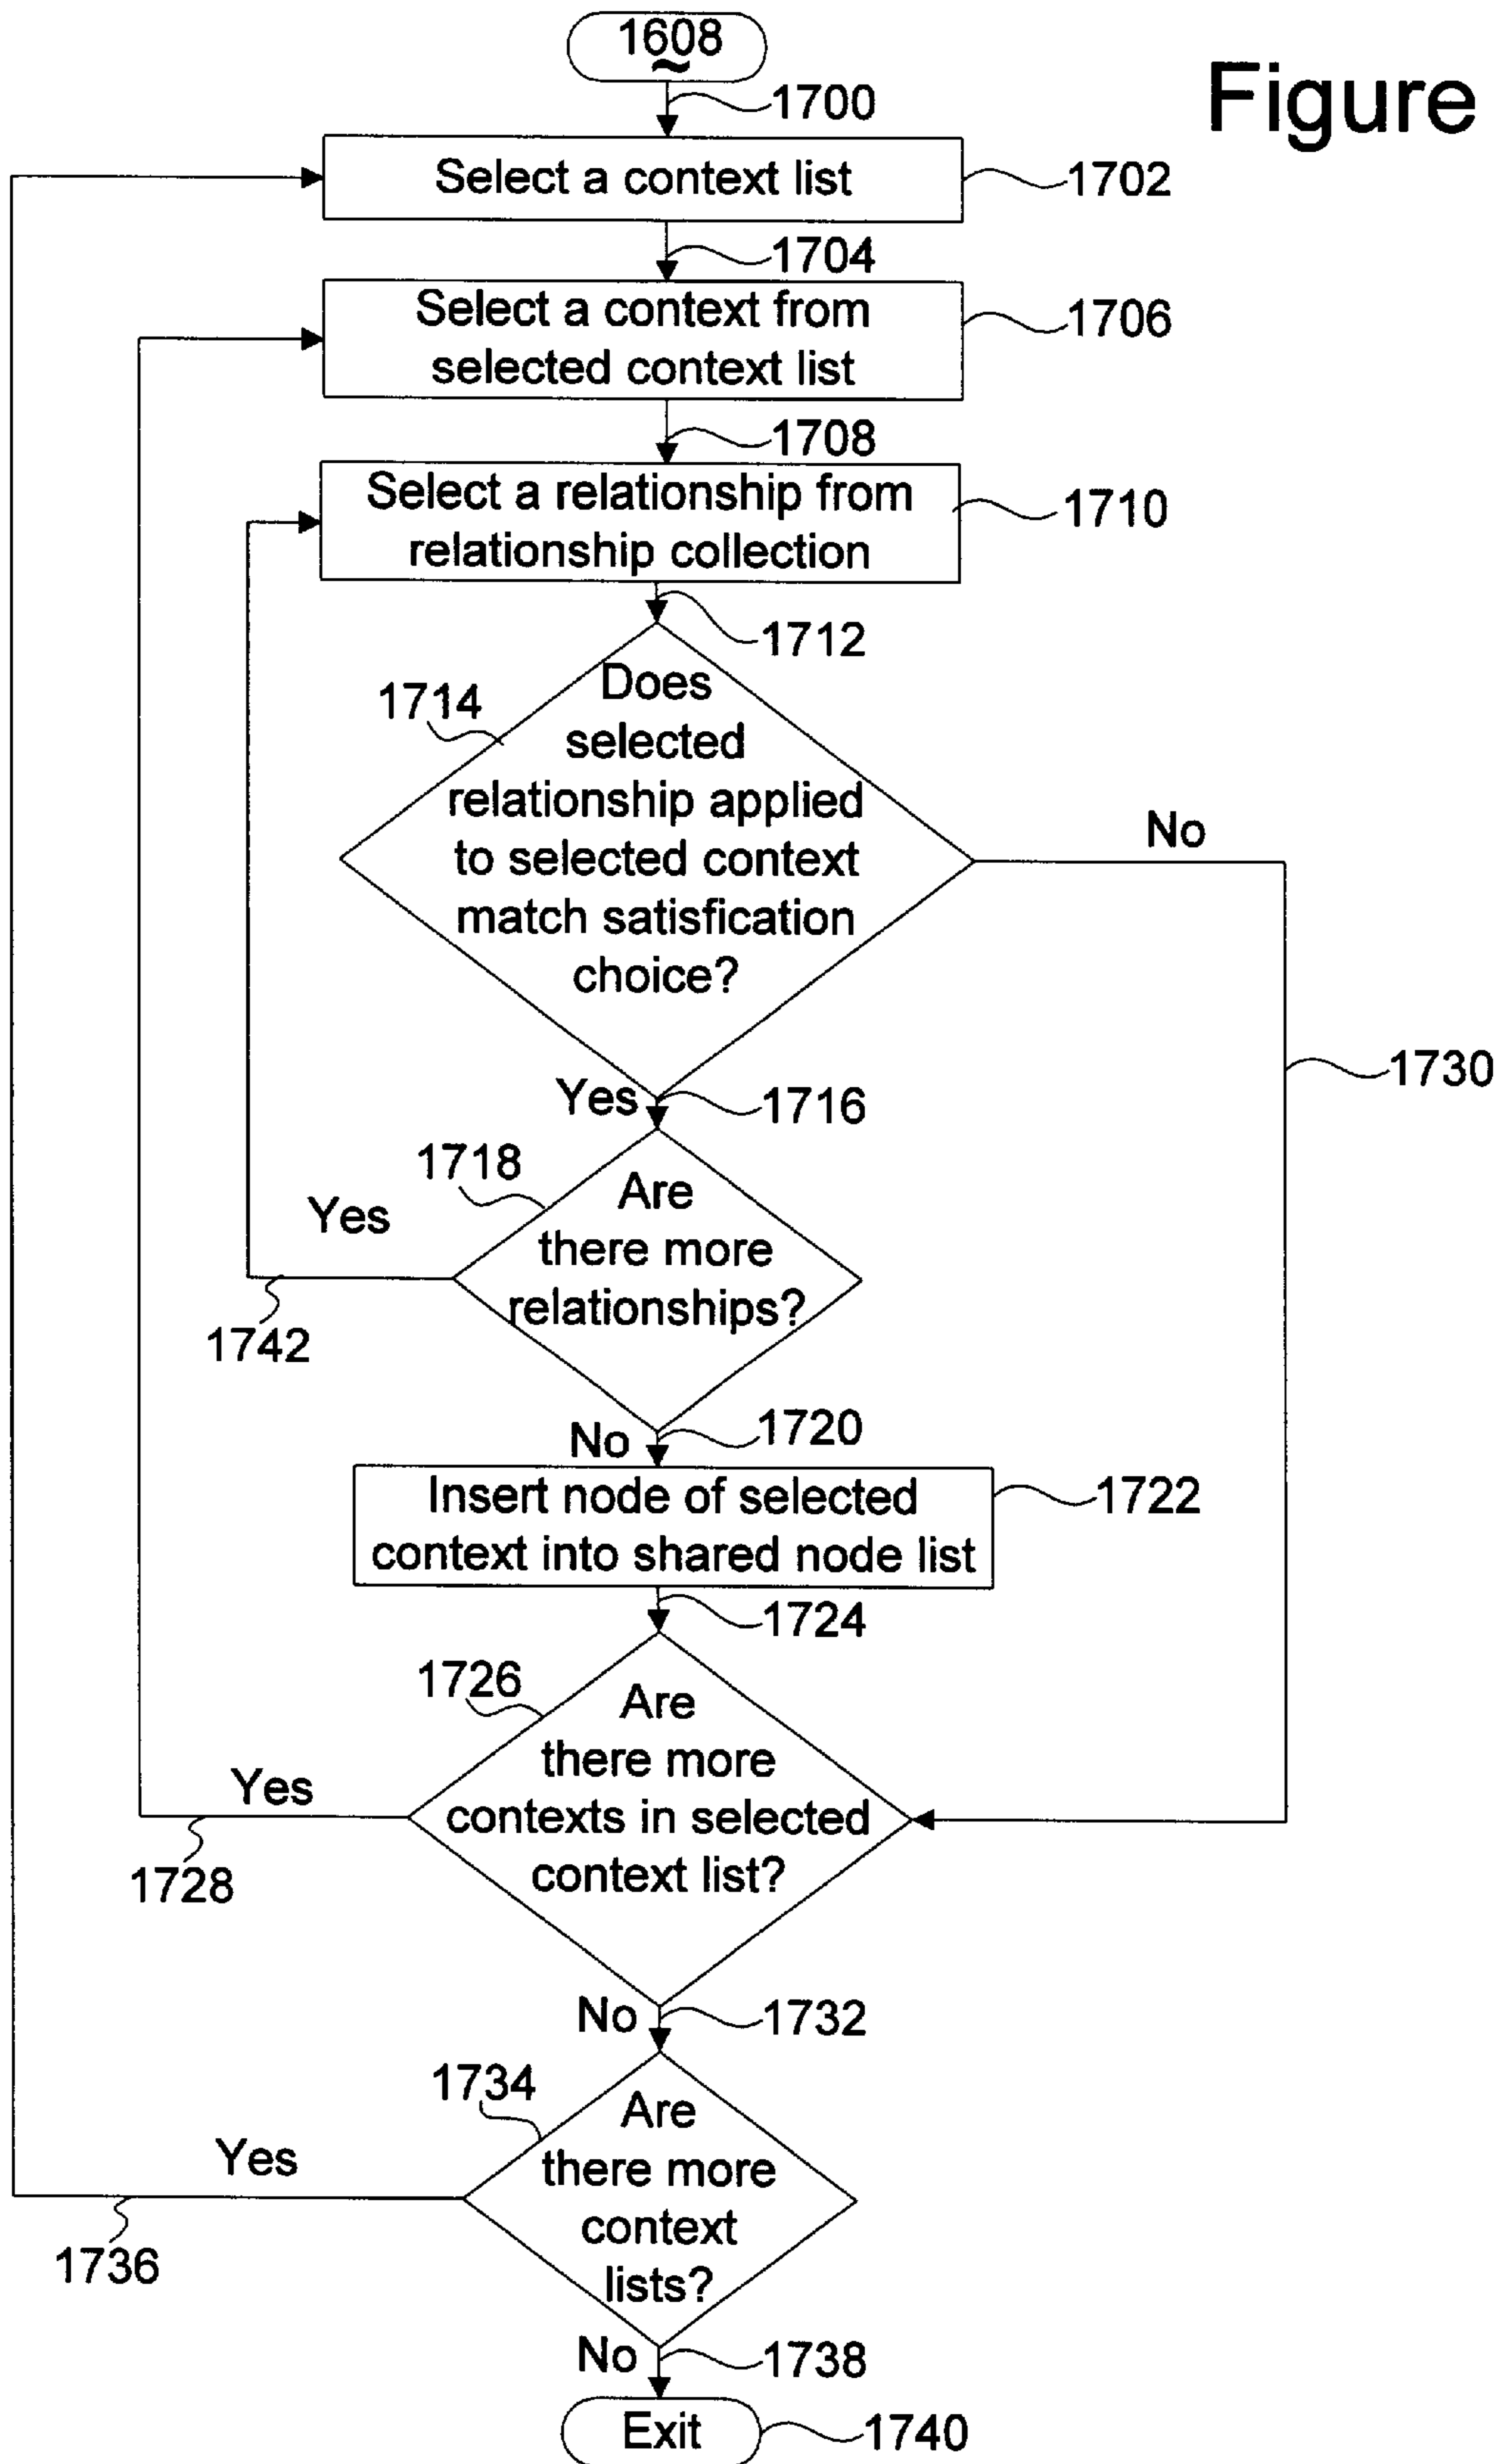 1608
Figure
1700
Select a context list
1702
1704
Select a context from
selected context list
1706
1708
Select a relationship from
relationship collection
1710
1712
1714
Does
selected
relationship applied
to selected context
match satisfication
choice?
No
1730
Yes
1716
1718
Are
there more
relationships?
Yes
1742
No
1720
Insert node of selected
context into shared node list
1722
1724
1726
Are
there more
contexts in selected
context list?
Yes
1728
No
1732
1734
Are
there more
context
lists?
Yes
1736
No
1738
Exit
1740